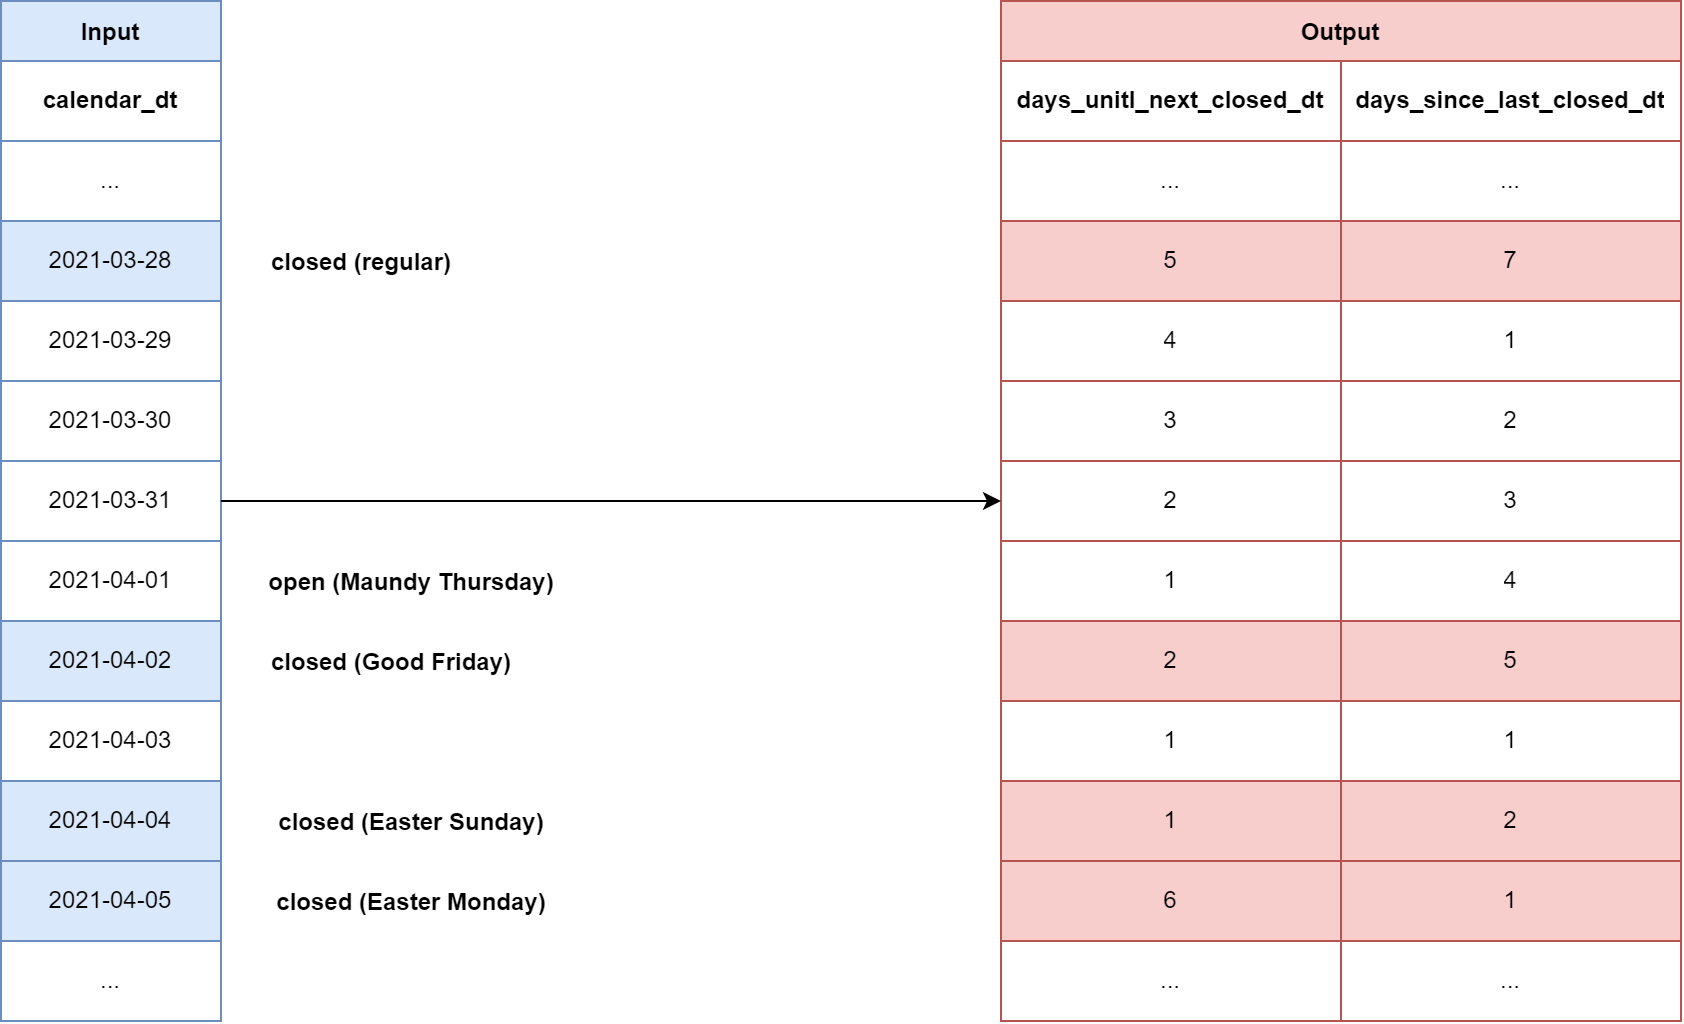 Input
Output
calendar_dt
days_unitl_next_closed_dt days_since_last_closed_dt
... ... ...
2021-03-28 closed (regular) 5 7
2021-03-29 4 1
2021-03-30 3 2
2021-03-31 2 3
2021-04-01 open (Maundy Thursday) 1 4
2021-04-02 closed (Good Friday) 2 5
2021-04-03 1 1
2021-04-04 closed (Easter Sunday) 1 2
2021-04-05 closed (Easter Monday) 6 1
... ... ...